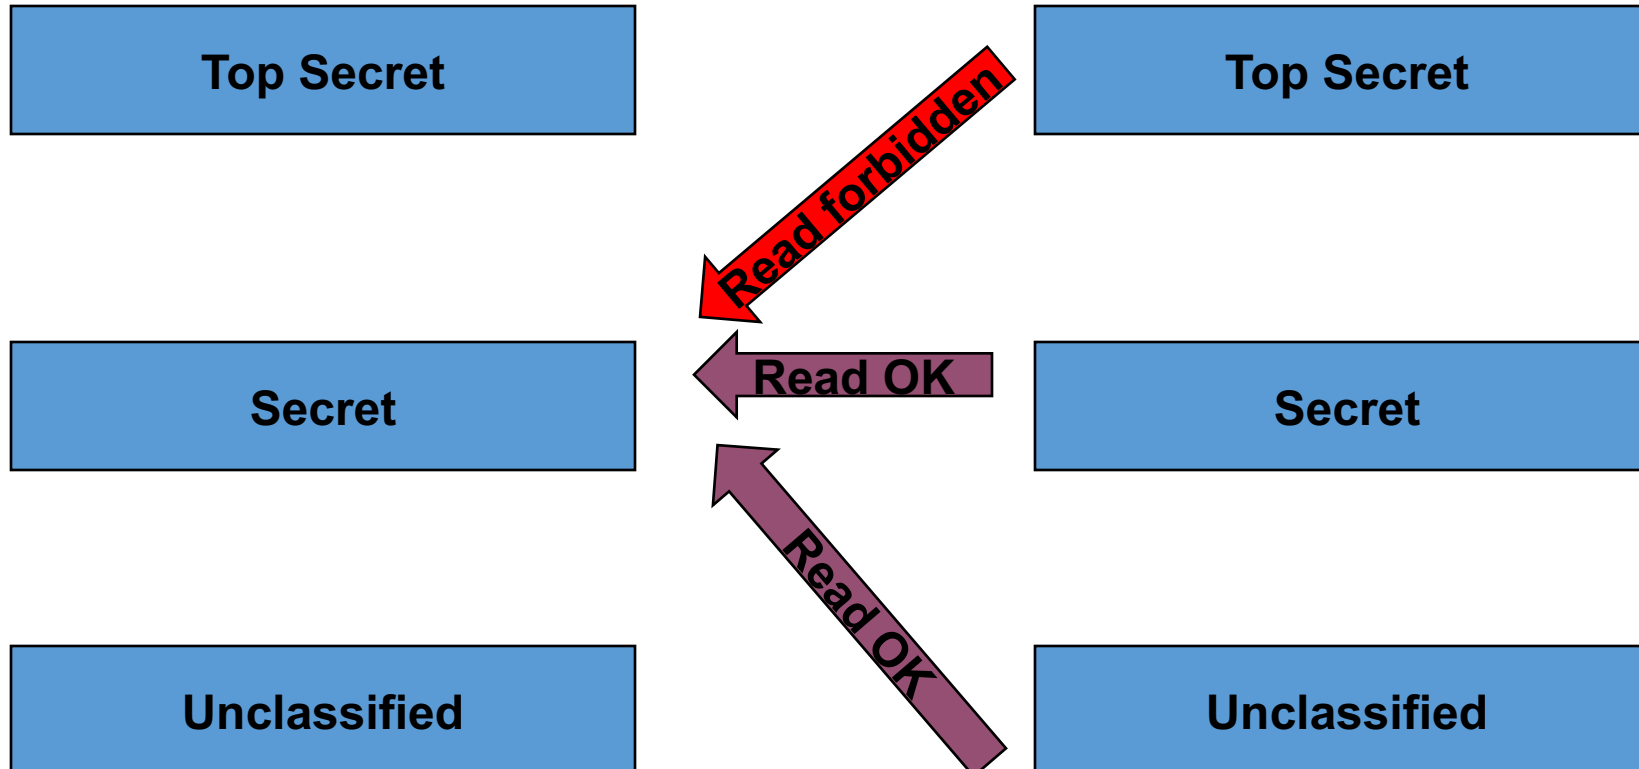 Top Secret
Read forbidden
Top Secret
Secret
Read OK
Secret
Read OK
Unclassified
Unclassified